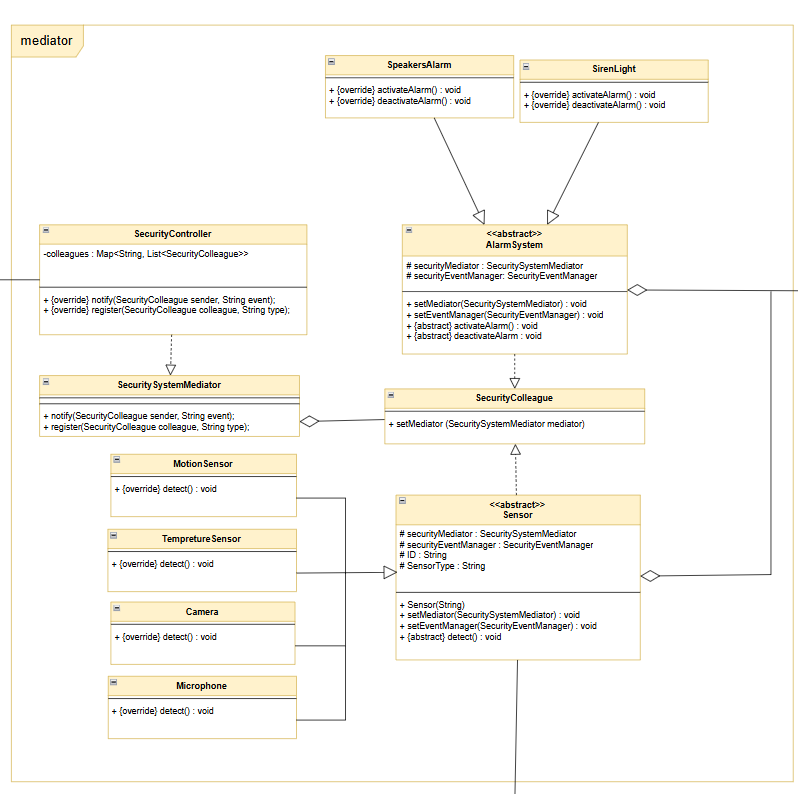 mediator
SpeakersAlarm
+ {override} activateAlarm() : void
+ {override} deactivateAlarm() : void
SirenLight
+ {override} activateAlarm() : void
+ {override} deactivateAlarm() : void
SecurityController
-colleagues : Map<String, List<SecurityColleague>>
+ {override} notify(SecurityColleague sender, String event);
+ {override} register(SecurityColleague colleague, String type);
<<abstract>>
AlarmSystem
# securityMediator : SecuritySystemMediator
# securityEventManager: SecurityEventManager
+ setMediator(SecuritySystemMediator) : void
+ setEventManager(SecurityEventManager) : void
+ {abstract} activateAlarm() : void
+ {abstract} deactivateAlarm : void
SecuritySystemMediator
+ notify(SecurityColleague sender, String event);
+ register(SecurityColleague colleague, String type);
SecurityColleague
+ setMediator (SecuritySystemMediator mediator)
MotionSensor
+ {override} detect() : void
TempretureSensor
+ {override} detect() : void
Camera
+ {override} detect() : void
Microphone
+ {override} detect() : void
<<abstract>>
Sensor
# securityMediator : SecuritySystemMediator
# securityEventManager : SecurityEventManager
# ID : String
# SensorType : String
+ Sensor(String)
+ setMediator(SecuritySystemMediator) : void
+ setEventManager(SecurityEventManager) : void
+ {abstract} detect() : void